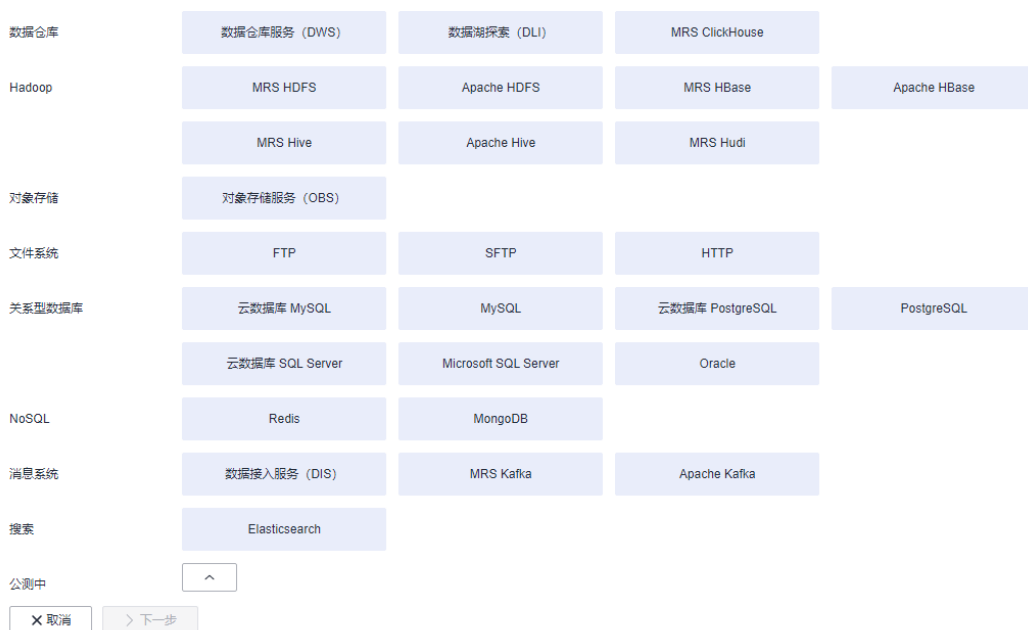 数据仓库 数据仓库服务（DWS） 数据湖探索（DLI） MRS ClickHouse
Hadoop MRS HDFS Apache HDFS MRS HBase Apache HBase
MRS Hive Apache Hive MRS Hudi
对象存储 对象存储服务（OBS）
文件系统 FTP SFTP HTTP
关系型数据库 云数据库 MySQL MySQL 云数据库 PostgreSQL PostgreSQL
云数据库 SQL Server Microsoft SQL Server Oracle
NoSQL Redis MongoDB
消息系统 数据接入服务（DIS） MRS Kafka Apache Kafka
搜索 Elasticsearch
公测中
取消 下一步